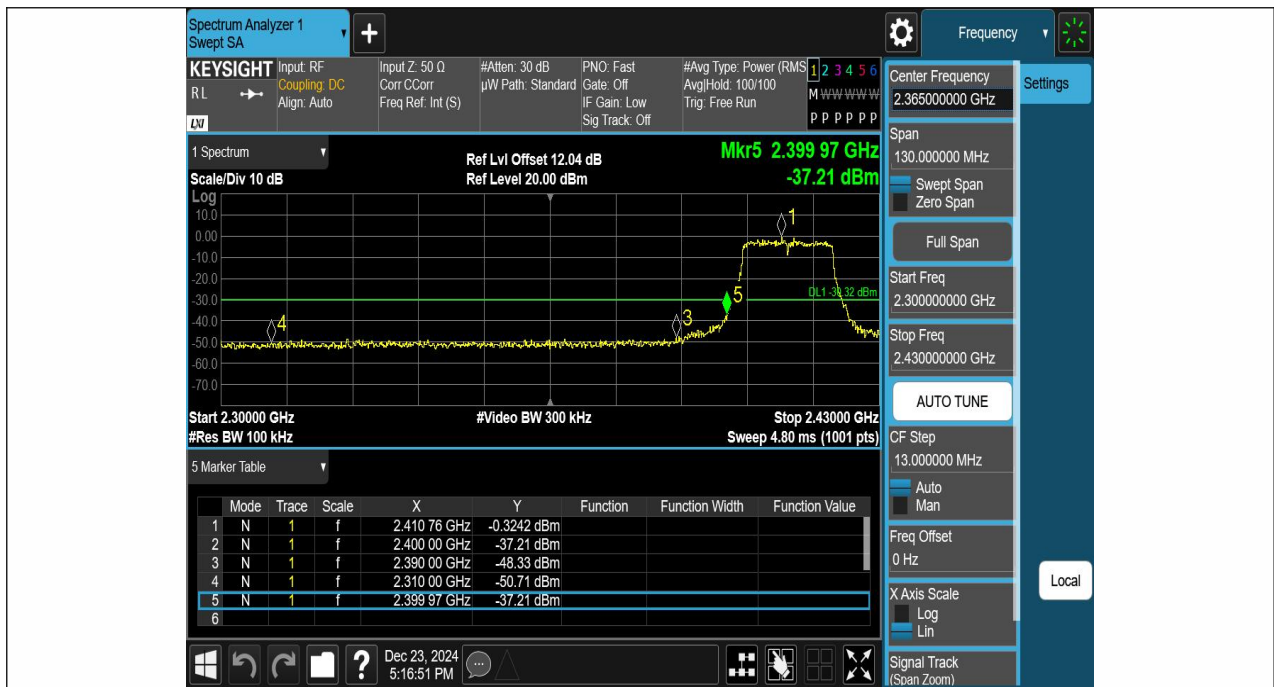 Spectrum Analyzer 1
Swept SA
+
Frequency
KEYSIGHT
RL
LXI
Input: RF
Coupling: DC
Align: Auto
Input Z: 50 Ω
Corr CCorr
Freq Ref: Int (S)
#Atten: 30 dB
µW Path: Standard
PNO: Fast
Gate: Off
IF Gain: Low
Sig Track: Off
#Avg Type: Power (RMS
Avg|Hold: 100/100
Trig: Free Run
1 2 3 4 5 6
M W W W W W
P P P P P P
1 Spectrum
Scale/Div 10 dB
Ref Lvl Offset 12.04 dB
Ref Level 20.00 dBm
Mkr5 2.399 97 GHz
-37.21 dBm
Log
10.0
0.00
-10.0
-20.0
-30.0
-40.0
-50.0
-60.0
-70.0
1
5
3
4
DL1 -30.32 dBm
Start 2.30000 GHz
#Video BW 300 kHz
Stop 2.43000 GHz
#Res BW 100 kHz
Sweep 4.80 ms (1001 pts)
5 Marker Table
Mode Trace Scale X Y Function Function Width Function Value
1 N 1 f 2.410 76 GHz -0.3242 dBm
2 N 1 f 2.400 00 GHz -37.21 dBm
3 N 1 f 2.390 00 GHz -48.33 dBm
4 N 1 f 2.310 00 GHz -50.71 dBm
5 N 1 f 2.399 97 GHz -37.21 dBm
6
Dec 23, 2024
5:16:51 PM
?
Center Frequency
2.365000000 GHz
Settings
Span
130.000000 MHz
Swept Span
Zero Span
Full Span
Start Freq
2.300000000 GHz
Stop Freq
2.430000000 GHz
AUTO TUNE
CF Step
13.000000 MHz
Auto
Man
Freq Offset
0 Hz
Local
X Axis Scale
Log
Lin
Signal Track
(Span Zoom)